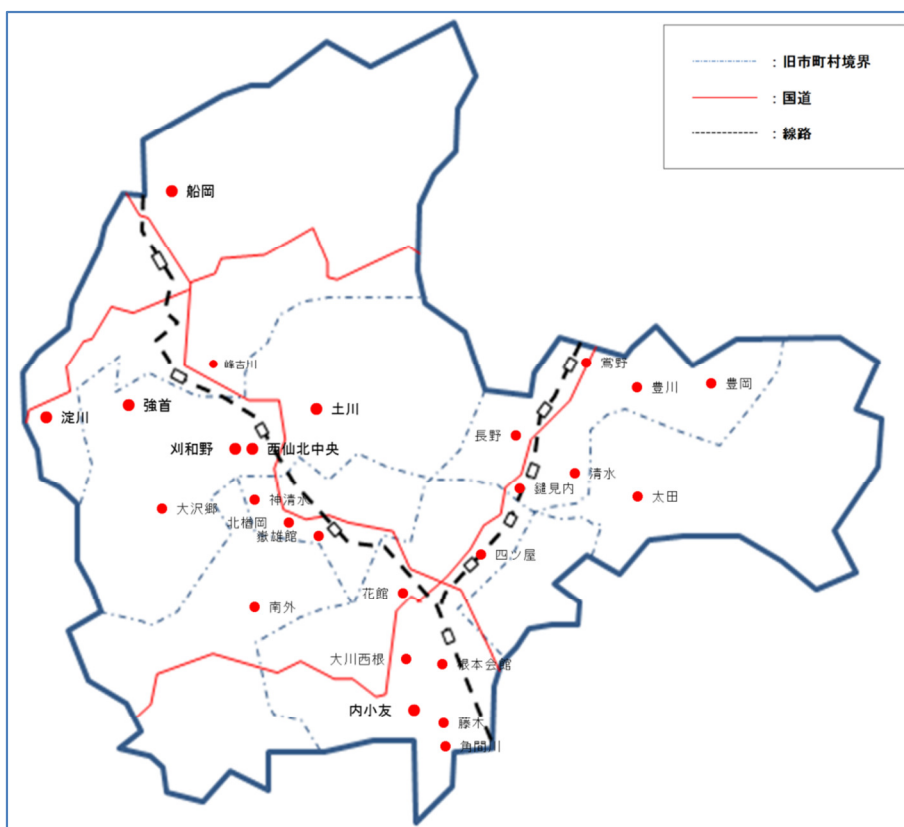 ：旧市町村境界
：国道
：線路
船岡
峰吉川
鶯野
豊川
豊岡
淀川
強首
土川
長野
刈和野
西仙北中央
清水
鑓見内
太田
大沢郷
神清水
北楢岡
嶽雄館
四ツ屋
花館
南外
大川西根
根本会館
内小友
藤木
角間川